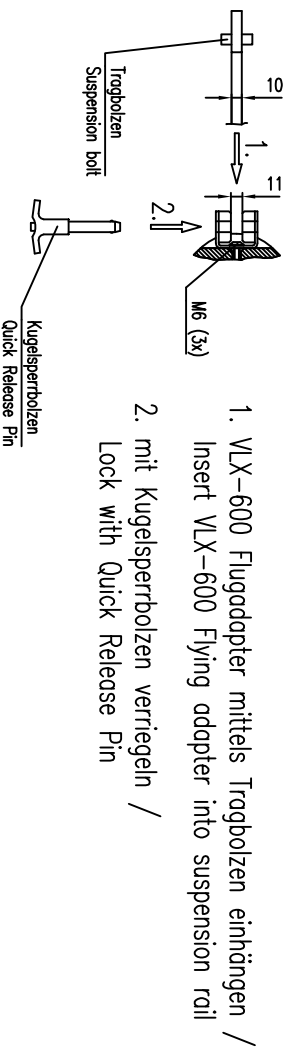 10
11
1.
2.
M6 (3x)
Tragbolzen
Suspension bolt
Kugelsperrbolzen
Quick Release Pin
1. VLX-600 Flugadapter mittels Tragbolzen einhängen /
Insert VLX-600 Flying adapter into suspension rail
2. mit Kugelsperrbolzen verriegeln /
Lock with Quick Release Pin